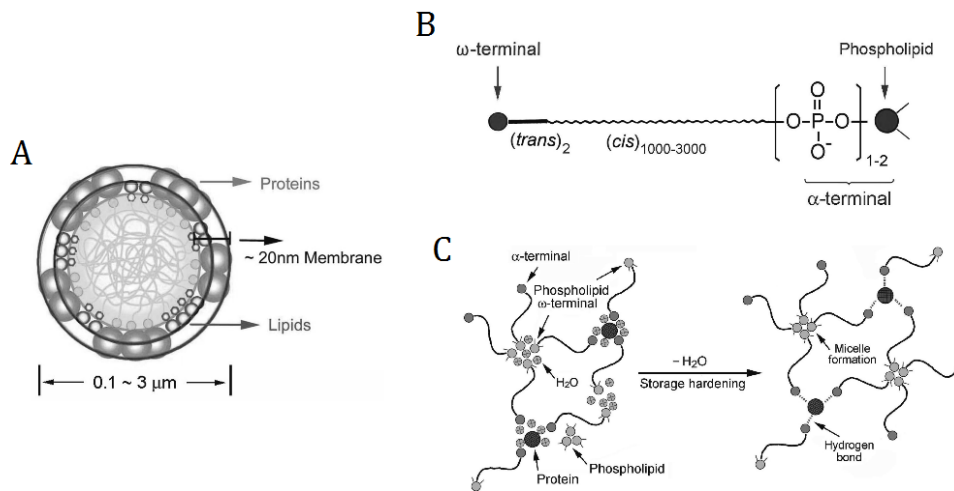 A
Proteins
~ 20nm Membrane
Lipids
0.1 ~ 3 μm
B
ω-terminal
Phospholipid
(trans)2
(cis)1000-3000
O
O P O
O-
1-2
α-terminal
C
α-terminal
Phospholipid
ω-terminal
H2O
Protein
Phospholipid
– H2O
Storage hardening
Micelle
formation
Hydrogen
bond